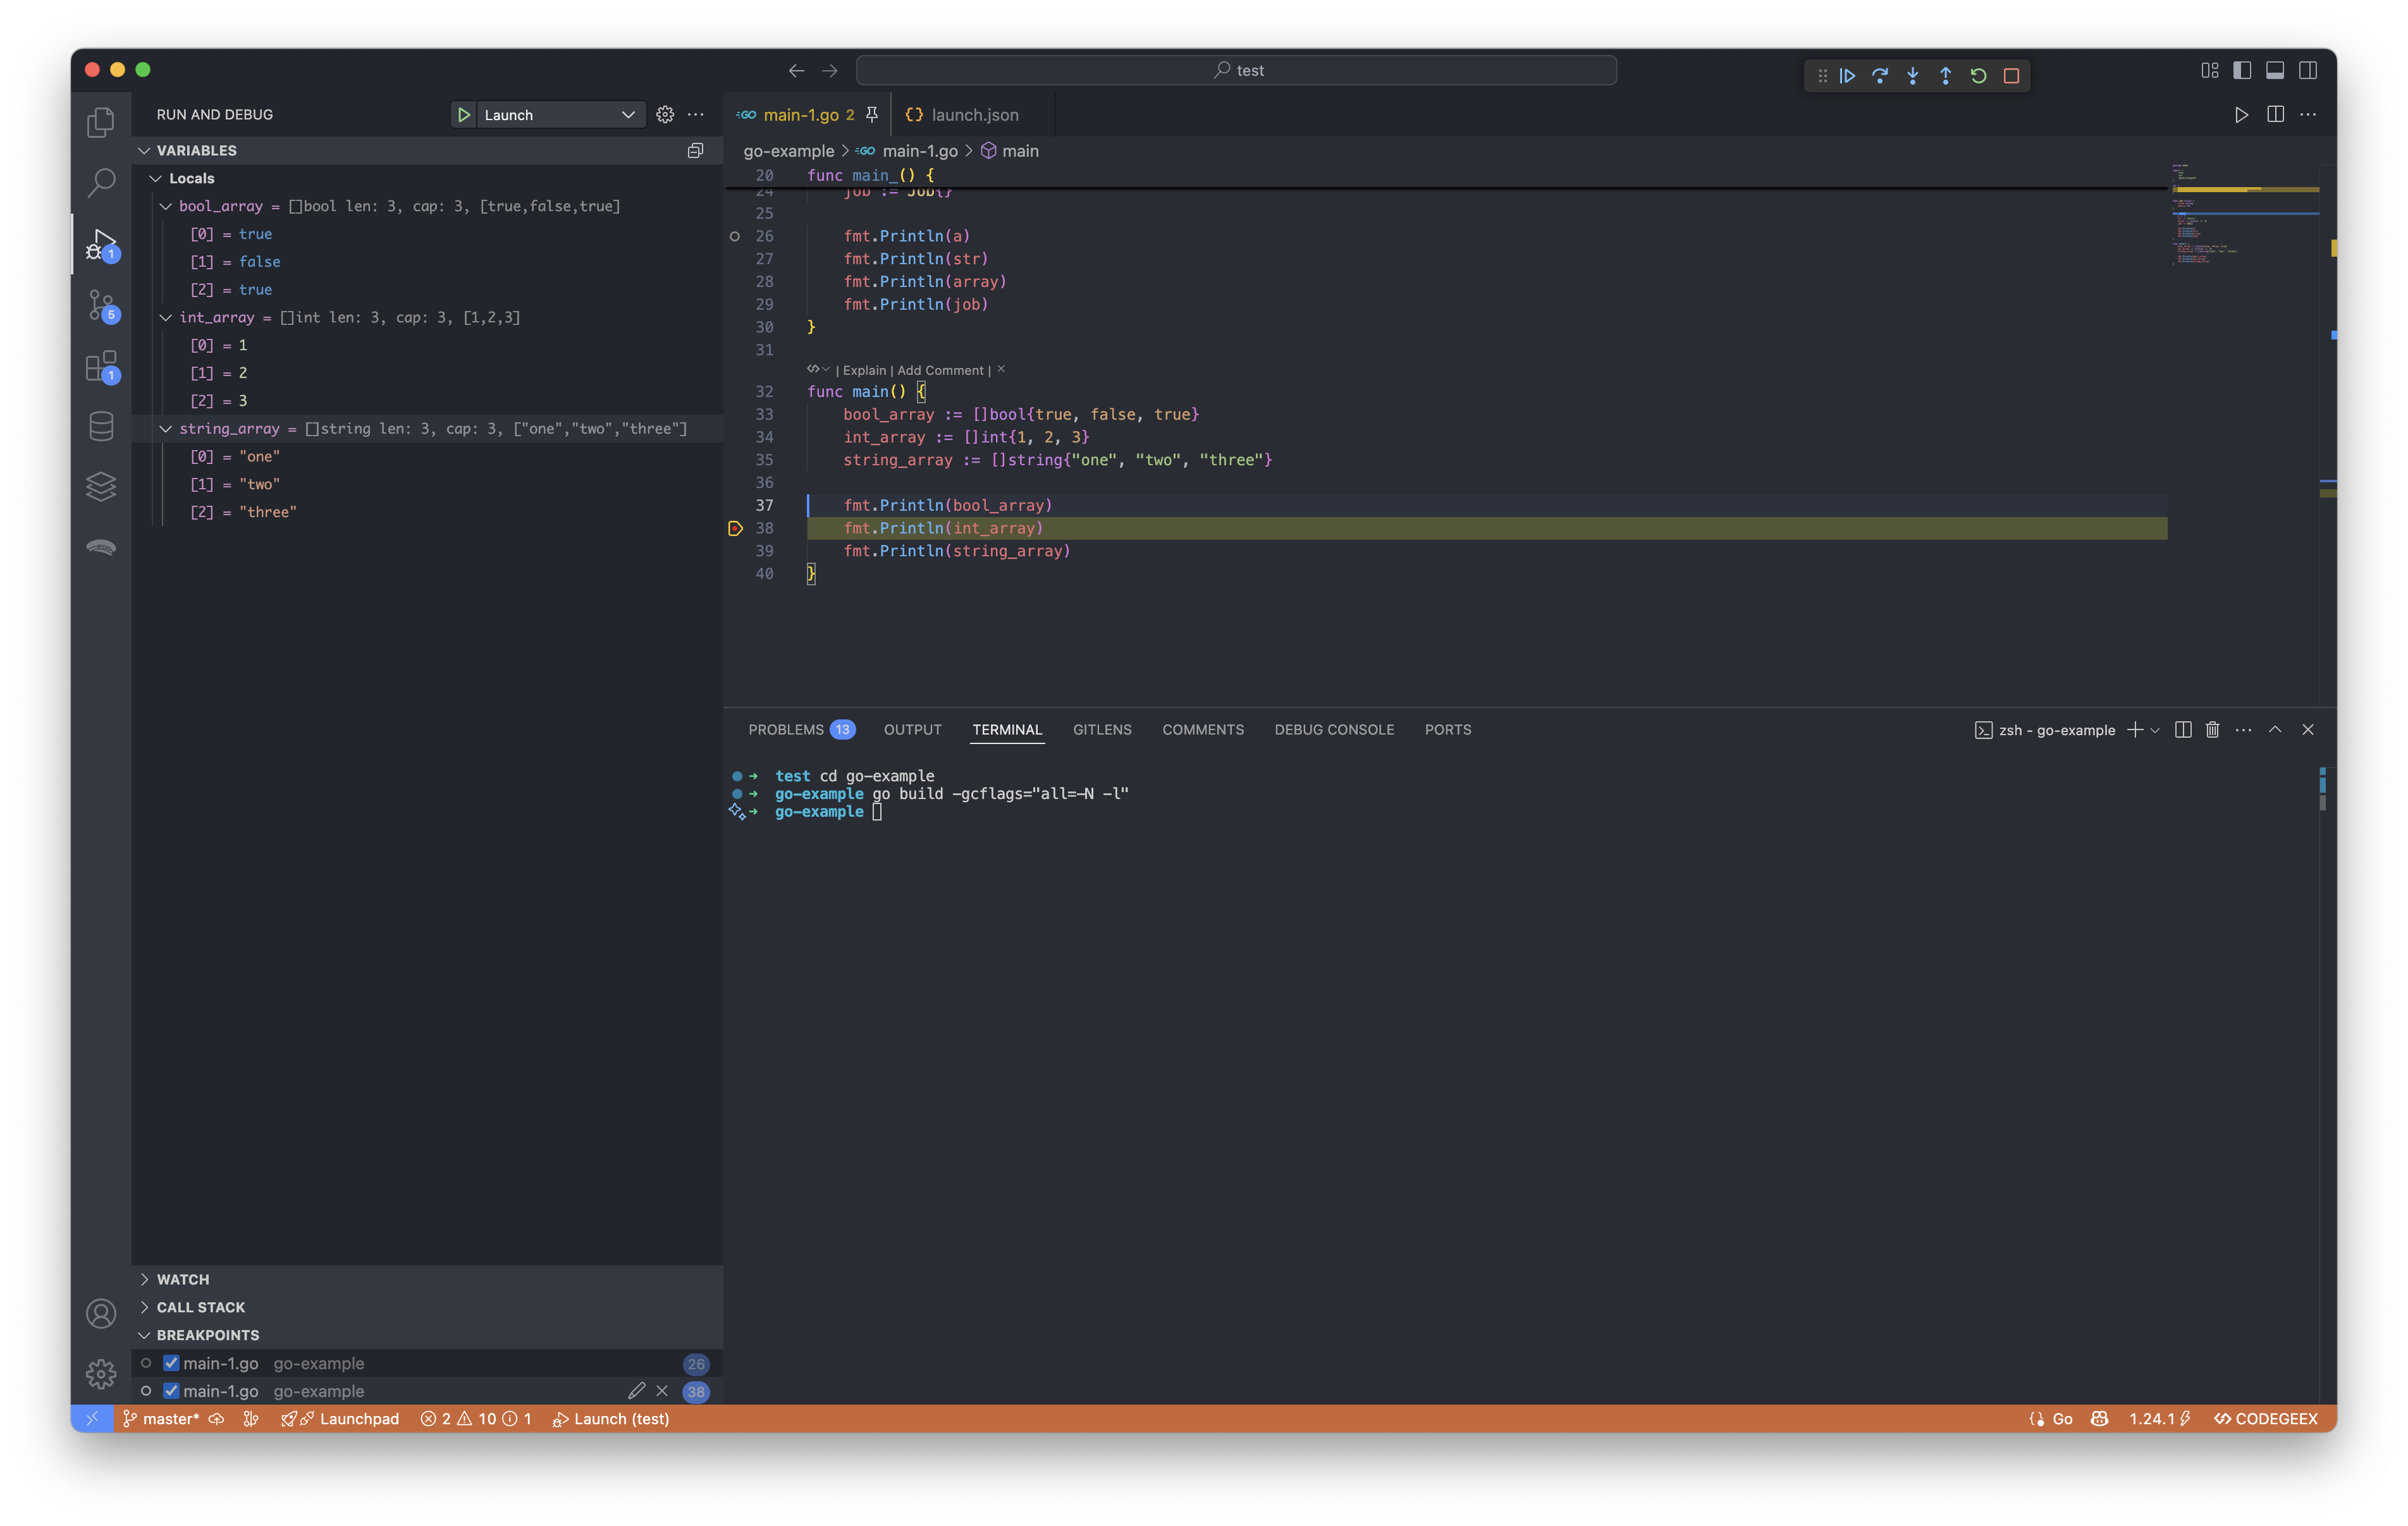 test
RUN AND DEBUG
Launch
main-1.go 2
launch.json
VARIABLES
go-example > main-1.go > main
Locals
bool_array = []bool len: 3, cap: 3, [true,false,true]
[0] = true
[1] = false
[2] = true
int_array = []int len: 3, cap: 3, [1,2,3]
[0] = 1
[1] = 2
[2] = 3
string_array = []string len: 3, cap: 3, ["one","two","three"]
[0] = "one"
[1] = "two"
[2] = "three"
1
5
1
20 func main_() {
24 job := Job{}
25
26 fmt.Println(a)
27 fmt.Println(str)
28 fmt.Println(array)
29 fmt.Println(job)
30 }
31
| Explain | Add Comment |
32 func main() {
33 bool_array := []bool{true, false, true}
34 int_array := []int{1, 2, 3}
35 string_array := []string{"one", "two", "three"}
36
37 fmt.Println(bool_array)
38 fmt.Println(int_array)
39 fmt.Println(string_array)
40 }
PROBLEMS 13 OUTPUT TERMINAL GITLENS COMMENTS DEBUG CONSOLE PORTS
zsh - go-example
test cd go-example
go-example go build -gcflags="all=-N -l"
go-example
WATCH
CALL STACK
BREAKPOINTS
main-1.go go-example 26
main-1.go go-example 38
master* Launchpad 2 10 1 Launch (test)
Go 1.24.1 CODEGEEX